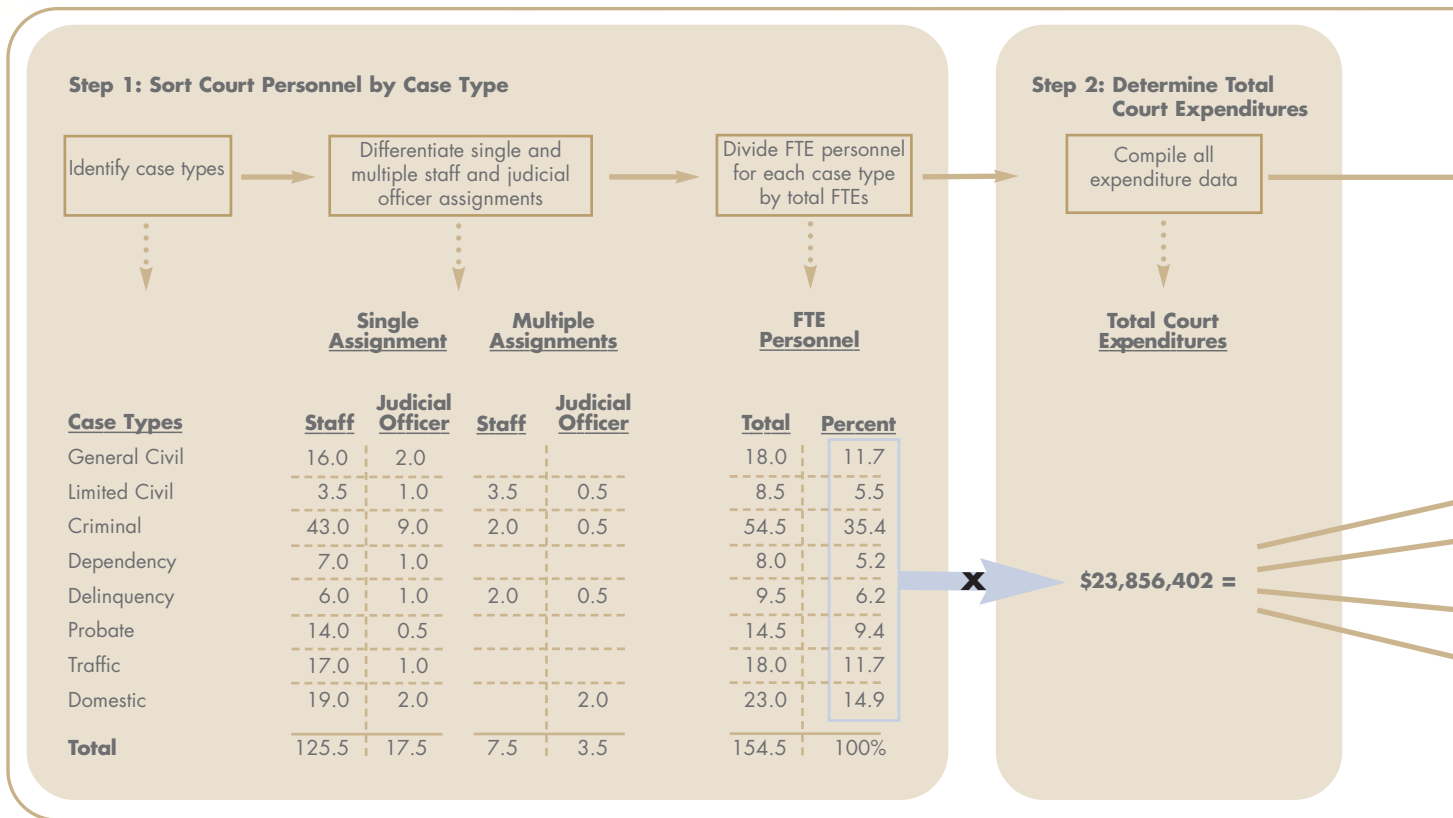 Step 1: Sort Court Personnel by Case Type
Identify case types
Differentiate single and
multiple staff and judicial
officer assignments
Divide FTE personnel
for each case type
by total FTEs
Single
Assignment
Multiple
Assignments
FTE
Personnel
Case Types Staff Judicial Officer Staff Judicial Officer Total Percent
General Civil 16.0 2.0 18.0 11.7
Limited Civil 3.5 1.0 3.5 0.5 8.5 5.5
Criminal 43.0 9.0 2.0 0.5 54.5 35.4
Dependency 7.0 1.0 8.0 5.2
Delinquency 6.0 1.0 2.0 0.5 9.5 6.2
Probate 14.0 0.5 14.5 9.4
Traffic 17.0 1.0 18.0 11.7
Domestic 19.0 2.0 2.0 23.0 14.9
Total 125.5 17.5 7.5 3.5 154.5 100%
x
Step 2: Determine Total
Court Expenditures
Compile all
expenditure data
Total Court
Expenditures
$23,856,402 =